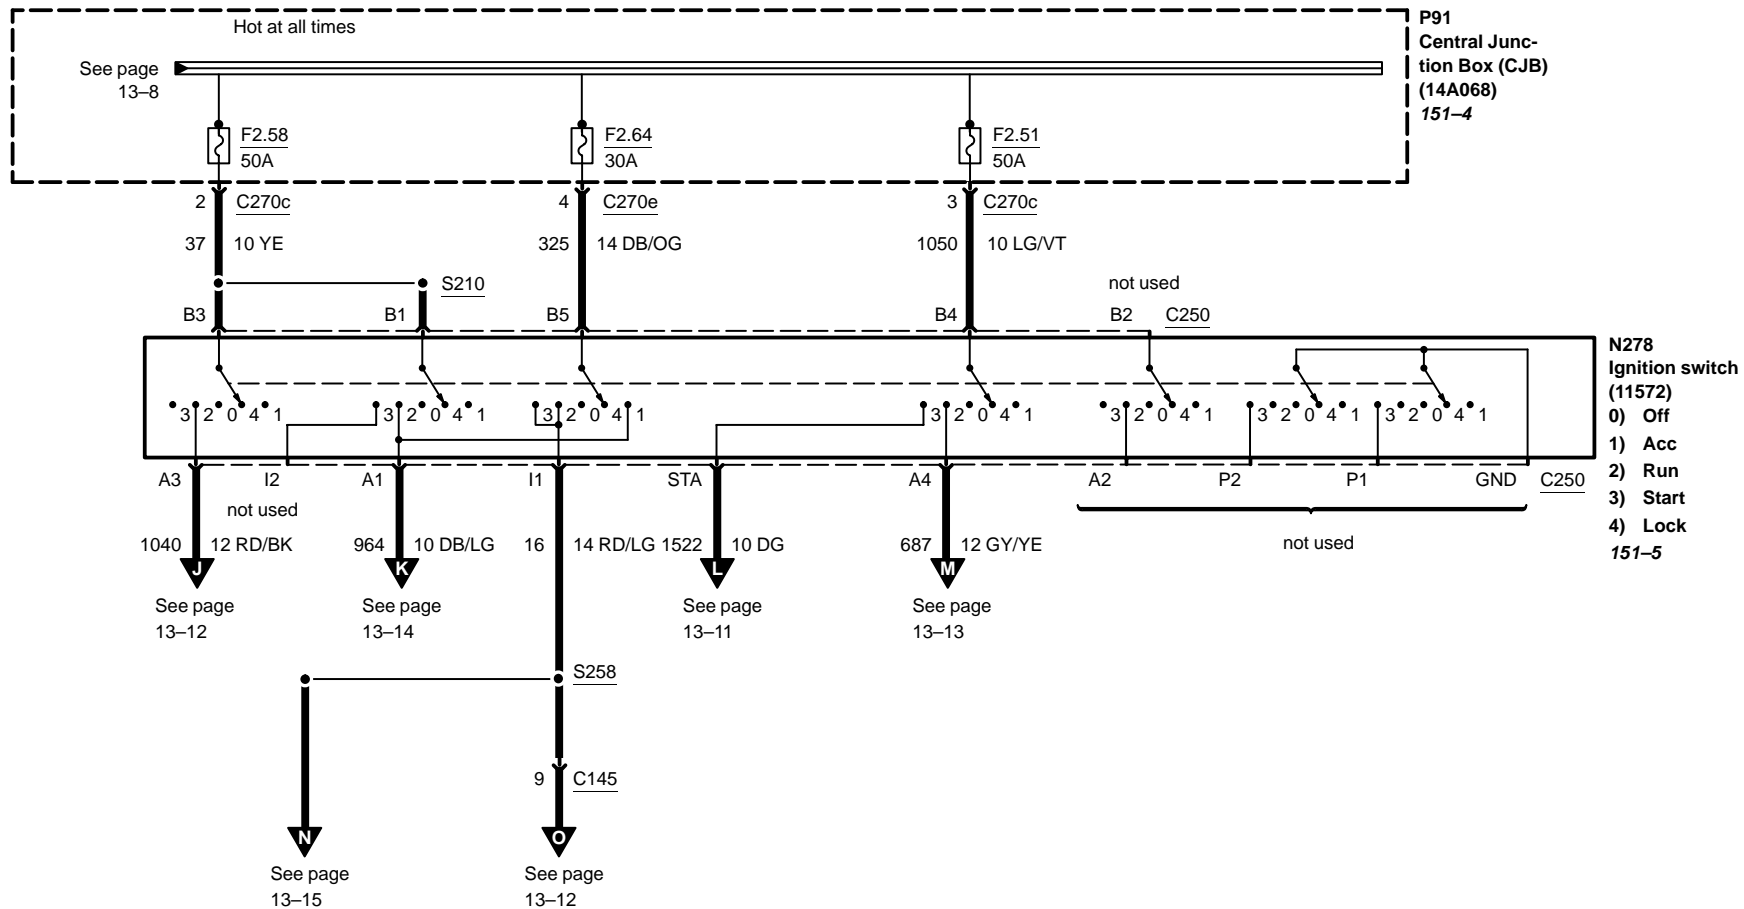 Hot at all times
See page
13–8
F2.58
50A
F2.64
30A
F2.51
50A
P91
Central Junc-
tion Box (CJB)
(14A068)
151–4
2 C270c
4 C270e
3 C270c
37 10 YE
325 14 DB/OG
1050 10 LG/VT
S210
not used
B3 B1 B5 B4 B2 C250
N278
Ignition switch
(11572)
0) Off
1) Acc
2) Run
3) Start
4) Lock
151–5
3 2 0 4 1
3 2 0 4 1
3 2 0 4 1
3 2 0 4 1
3 2 0 4 1
3 2 0 4 1
3 2 0 4 1
A3 I2 A1 I1 STA A4 A2 P2 P1 GND C250
not used
not used
1040 12 RD/BK
964 10 DB/LG
16 14 RD/LG
1522 10 DG
687 12 GY/YE
J
K
L
M
See page
13–12
See page
13–14
See page
13–11
See page
13–13
S258
9 C145
N
O
See page
13–15
See page
13–12